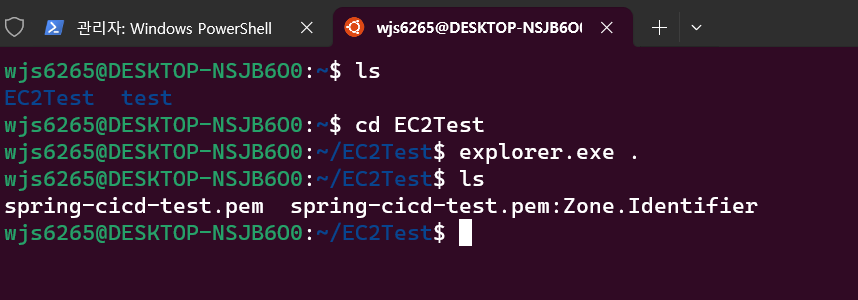 관리자: Windows PowerShell
wjs6265@DESKTOP-NSJB6O0
wjs6265@DESKTOP-NSJB6O0:~$ ls
EC2Test  test
wjs6265@DESKTOP-NSJB6O0:~$ cd EC2Test
wjs6265@DESKTOP-NSJB6O0:~/EC2Test$ explorer.exe .
wjs6265@DESKTOP-NSJB6O0:~/EC2Test$ ls
spring-cicd-test.pem  spring-cicd-test.pem:Zone.Identifier
wjs6265@DESKTOP-NSJB6O0:~/EC2Test$